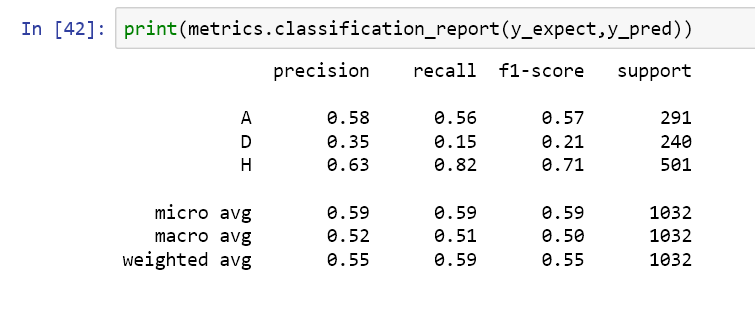 In [42]: print(metrics.classification_report(y_expect,y_pred))
precision recall f1-score support
A 0.58 0.56 0.57 291
D 0.35 0.15 0.21 240
H 0.63 0.82 0.71 501
micro avg 0.59 0.59 0.59 1032
macro avg 0.52 0.51 0.50 1032
weighted avg 0.55 0.59 0.55 1032